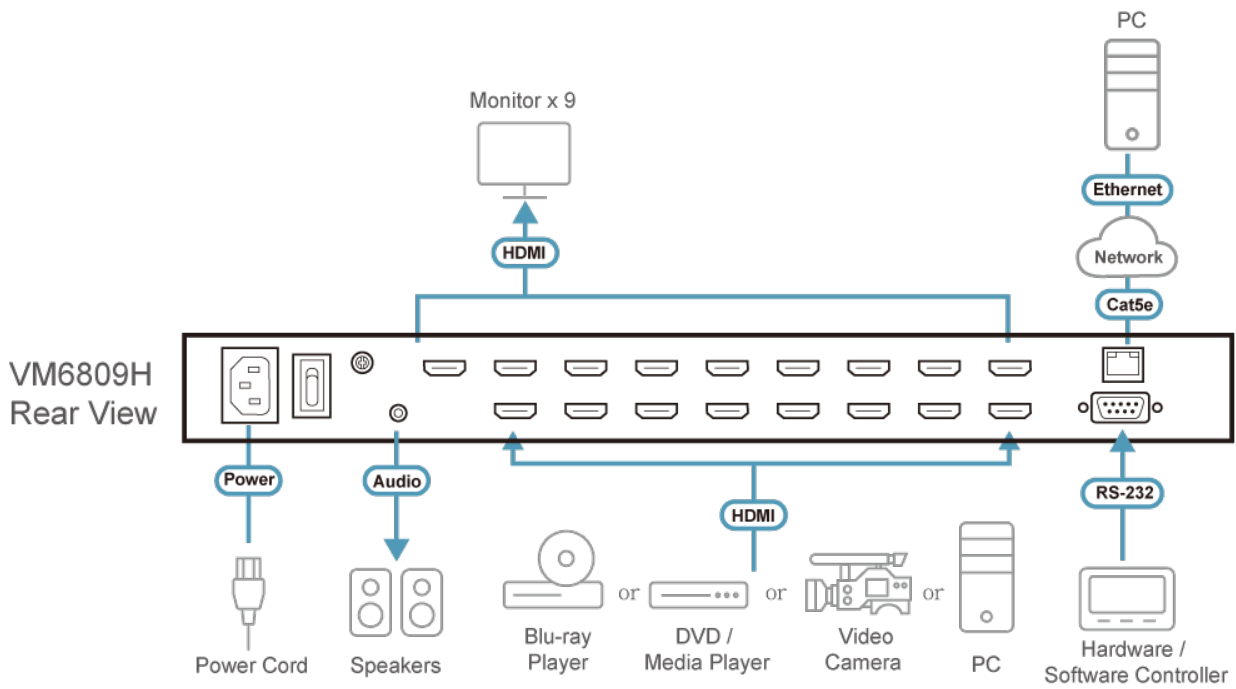 PC
Monitor x 9
Ethernet
HDMI
Network
Cat5e
VM6809H
Rear View
Power
Audio
HDMI
RS-232
or
or
or
Power Cord
Speakers
Blu-ray
Player
DVD /
Media Player
Video
Camera
PC
Hardware /
Software Controller